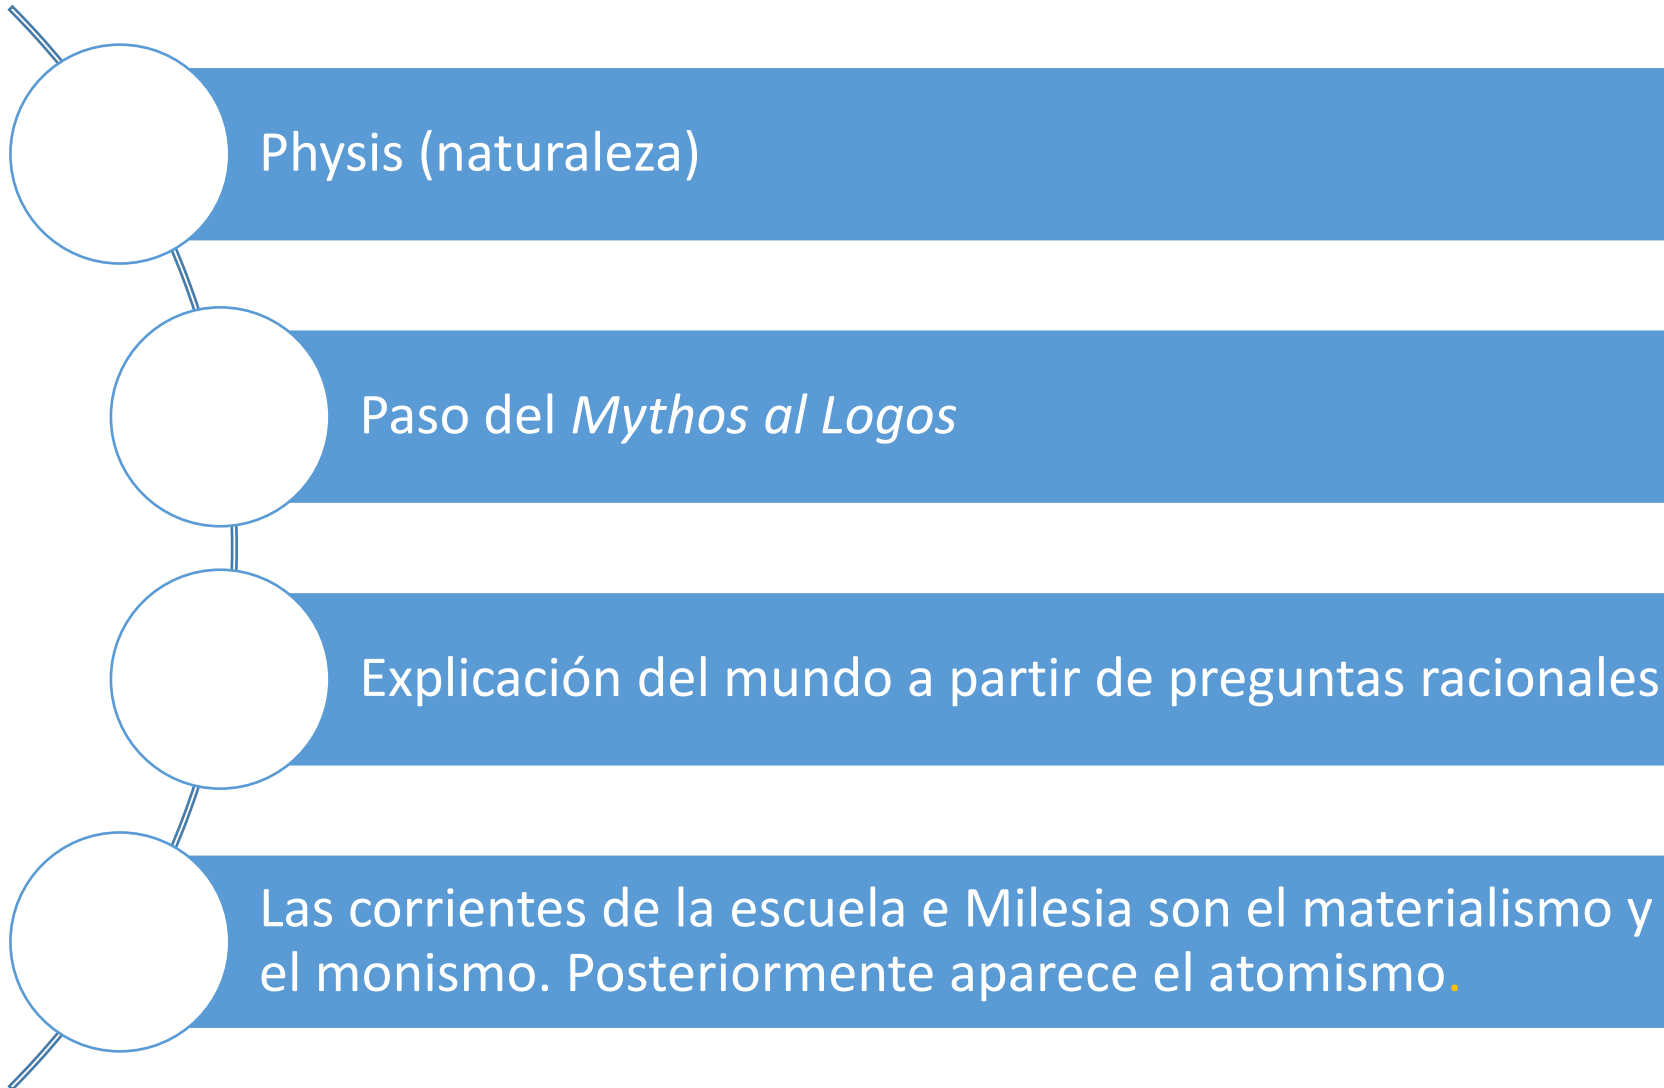 Physis (naturaleza)
Paso del Mythos al Logos
Explicación del mundo a partir de preguntas racionales
Las corrientes de la escuela e Milesia son el materialismo y
el monismo. Posteriormente aparece el atomismo.